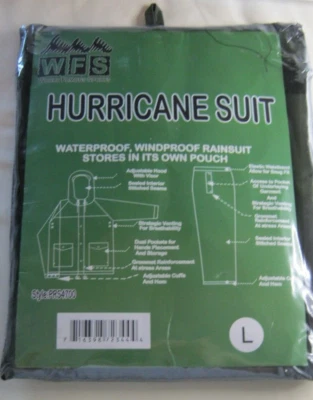 WFS
HURRICANE SUIT
WATERPROOF, WINDPROOF RAINSUIT
STORES IN ITS OWN POUCH
Adjustable Hood
With Visor
Sealed Interior
Stitched Seams
Strategic Venting
For Breathability
Dual Pockets for
Hands Placement
And Storage
Grommet Reinforcement
At stress Areas
Adjustable Cuffs
And Hem
Elastic Waistband
Allow for Snug Fit
Access to Pocket
Of Underlaying
Garment
And
Strategic Venting
For Breathability
Grommet
Reinforcement
At Stress Areas
Sealed Interior
Stitched Seams
Adjustable Cuffs
And Hem
L